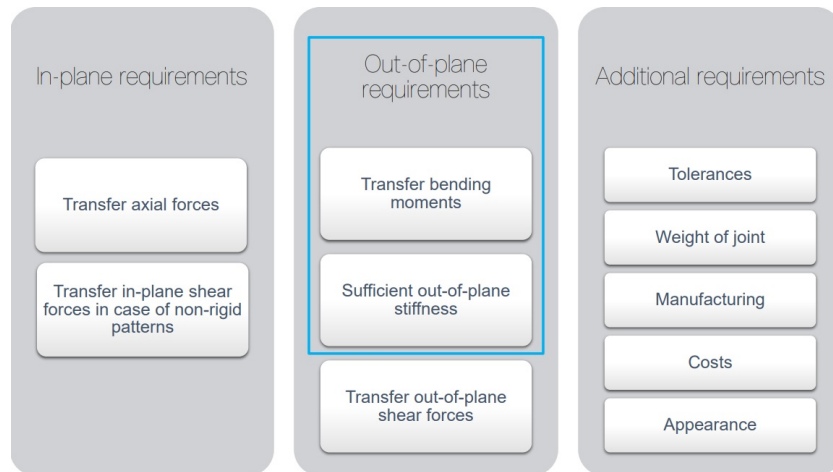 In-plane requirements
Transfer axial forces
Transfer in-plane shear
forces in case of non-rigid
patterns
Out-of-plane
requirements
Transfer bending
moments
Sufficient out-of-plane
stiffness
Transfer out-of-plane
shear forces
Additional requirements
Tolerances
Weight of joint
Manufacturing
Costs
Appearance